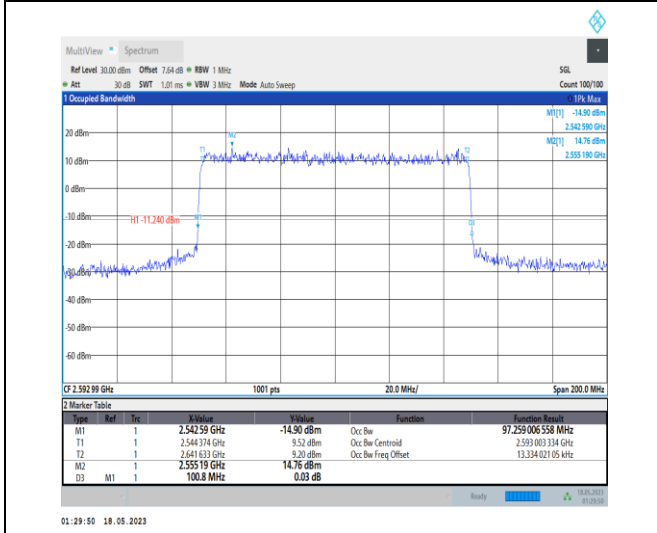 MultiView Spectrum
Ref Level 30.00 dBm Offset 7.64 dB RBW 1 MHz SGL
Att 30 dB SWT 1.01 ms VBW 3 MHz Mode Auto Sweep Count 100/100
1 Occupied Bandwidth 1Pk Max
M1[1] -14.90 dBm
2.542 590 GHz
M2[1] 14.76 dBm
2.555 190 GHz
20 dBm
M2
T1
T2
10 dBm
0 dBm
-10 dBm
H1 -11.240 dBm
M1
D3
-20 dBm
-30 dBm
-40 dBm
-50 dBm
-60 dBm
CF 2.592 99 GHz 1001 pts 20.0 MHz/ Span 200.0 MHz
2 Marker Table
Type Ref Trc X-Value Y-Value Function Function Result
M1 1 2.542 59 GHz -14.90 dBm Occ Bw 97.259 006 558 MHz
T1 1 2.544 374 GHz 9.52 dBm Occ Bw Centroid 2.593 003 334 GHz
T2 1 2.641 633 GHz 9.20 dBm Occ Bw Freq Offset 13.334 021 05 kHz
M2 1 2.555 19 GHz 14.76 dBm
D3 M1 1 100.8 MHz 0.03 dB
Ready 18.05.2023
01:29:50
01:29:50 18.05.2023